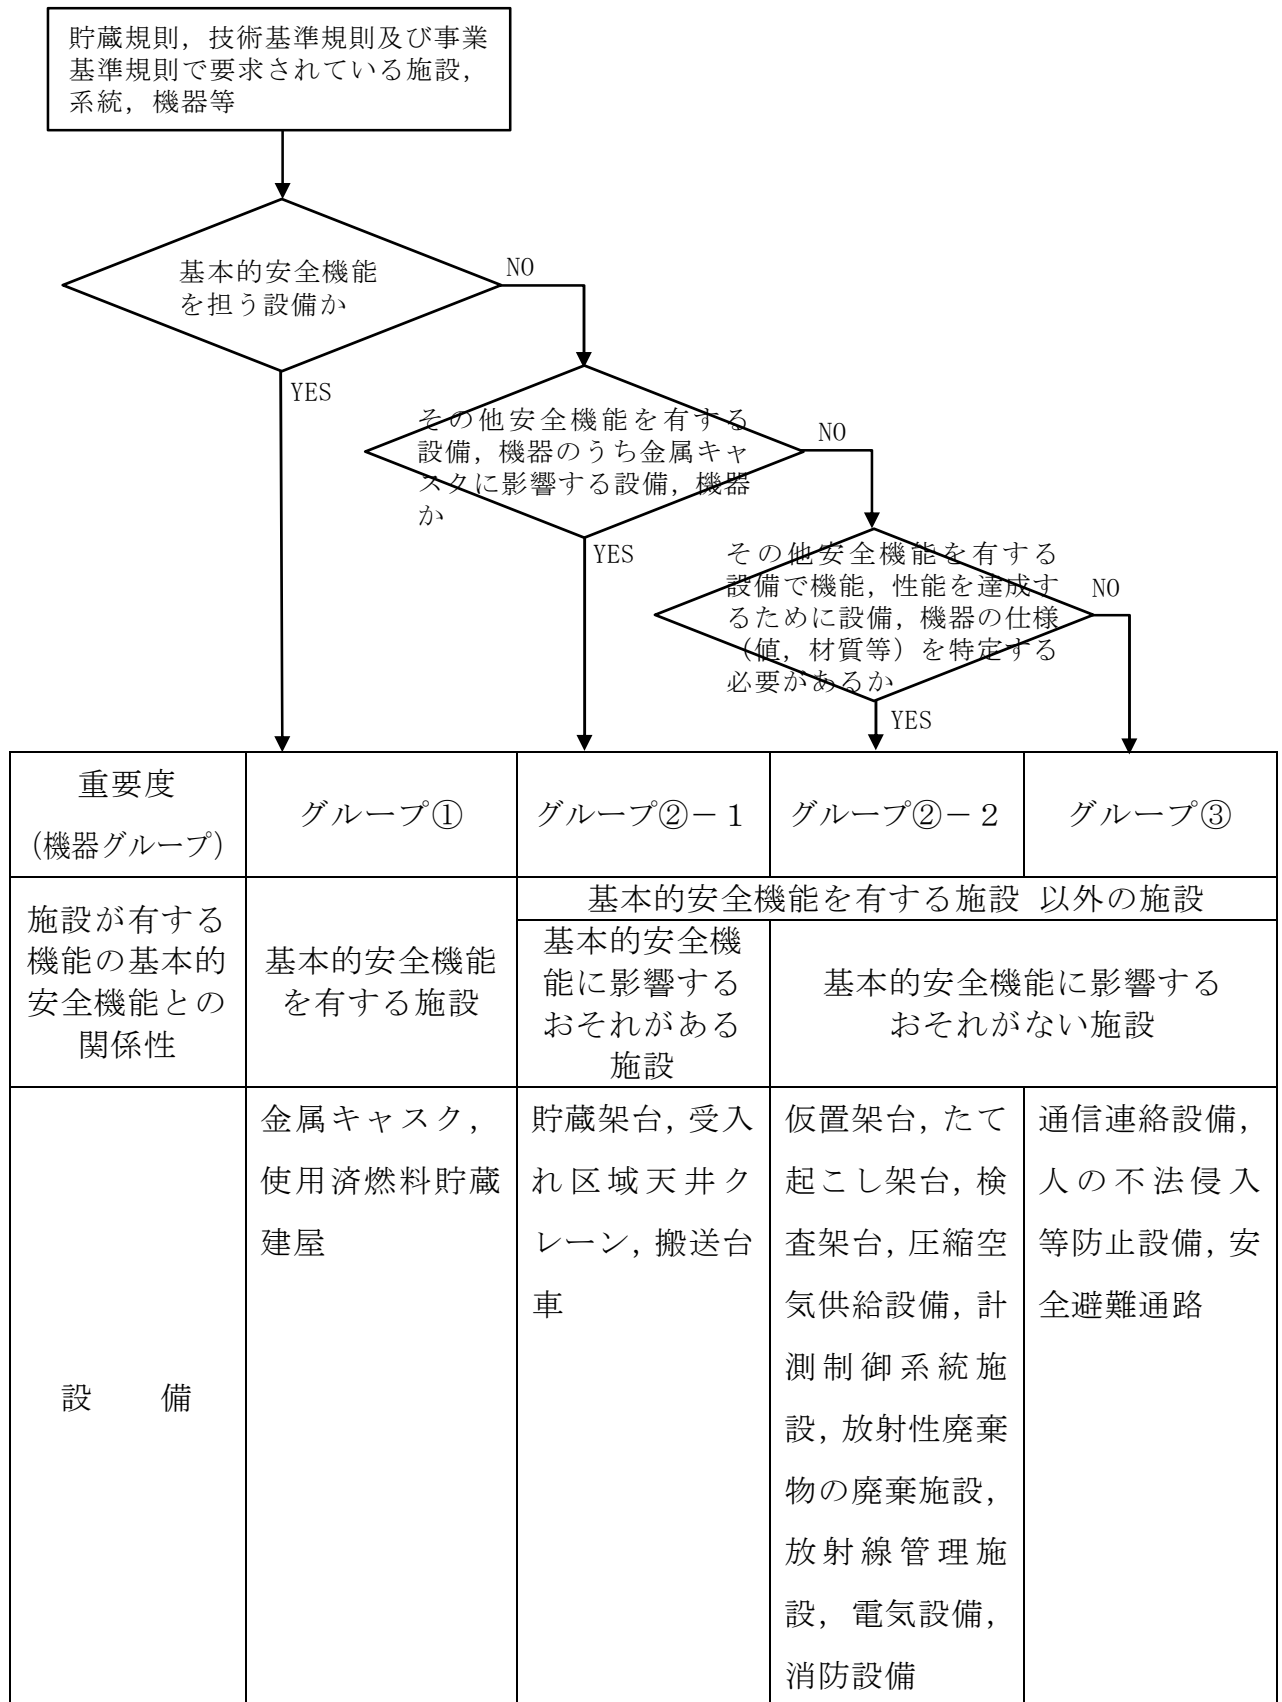 貯蔵規則，技術基準規則及び事業
基準規則で要求されている施設，
系統，機器等
基本的安全機能
を担う設備か
NO
YES
その他安全機能を有する
設備，機器のうち金属キャ
スクに影響する設備，機器
か
NO
YES
その他安全機能を有する
設備で機能，性能を達成す
るために設備，機器の仕様
（値，材質等）を特定する
必要があるか
NO
YES
重要度
（機器グループ）
グループ①
グループ②－１
グループ②－２
グループ③
施設が有する
機能の基本的
安全機能との
関係性
基本的安全機能
を有する施設
基本的安全機能を有する施設 以外の施設
基本的安全機
能に影響する
おそれがある
施設
基本的安全機能に影響する
おそれがない施設
設　　備
金属キャスク，
使用済燃料貯蔵
建屋
貯蔵架台，受入
れ区域天井ク
レーン，搬送台
車
仮置架台，たて
起こし架台，検
査架台，圧縮空
気供給設備，計
測制御系統施
設，放射性廃棄
物の廃棄施設，
放射線管理施
設，電気設備，
消防設備
通信連絡設備，
人の不法侵入
等防止設備，安
全避難通路